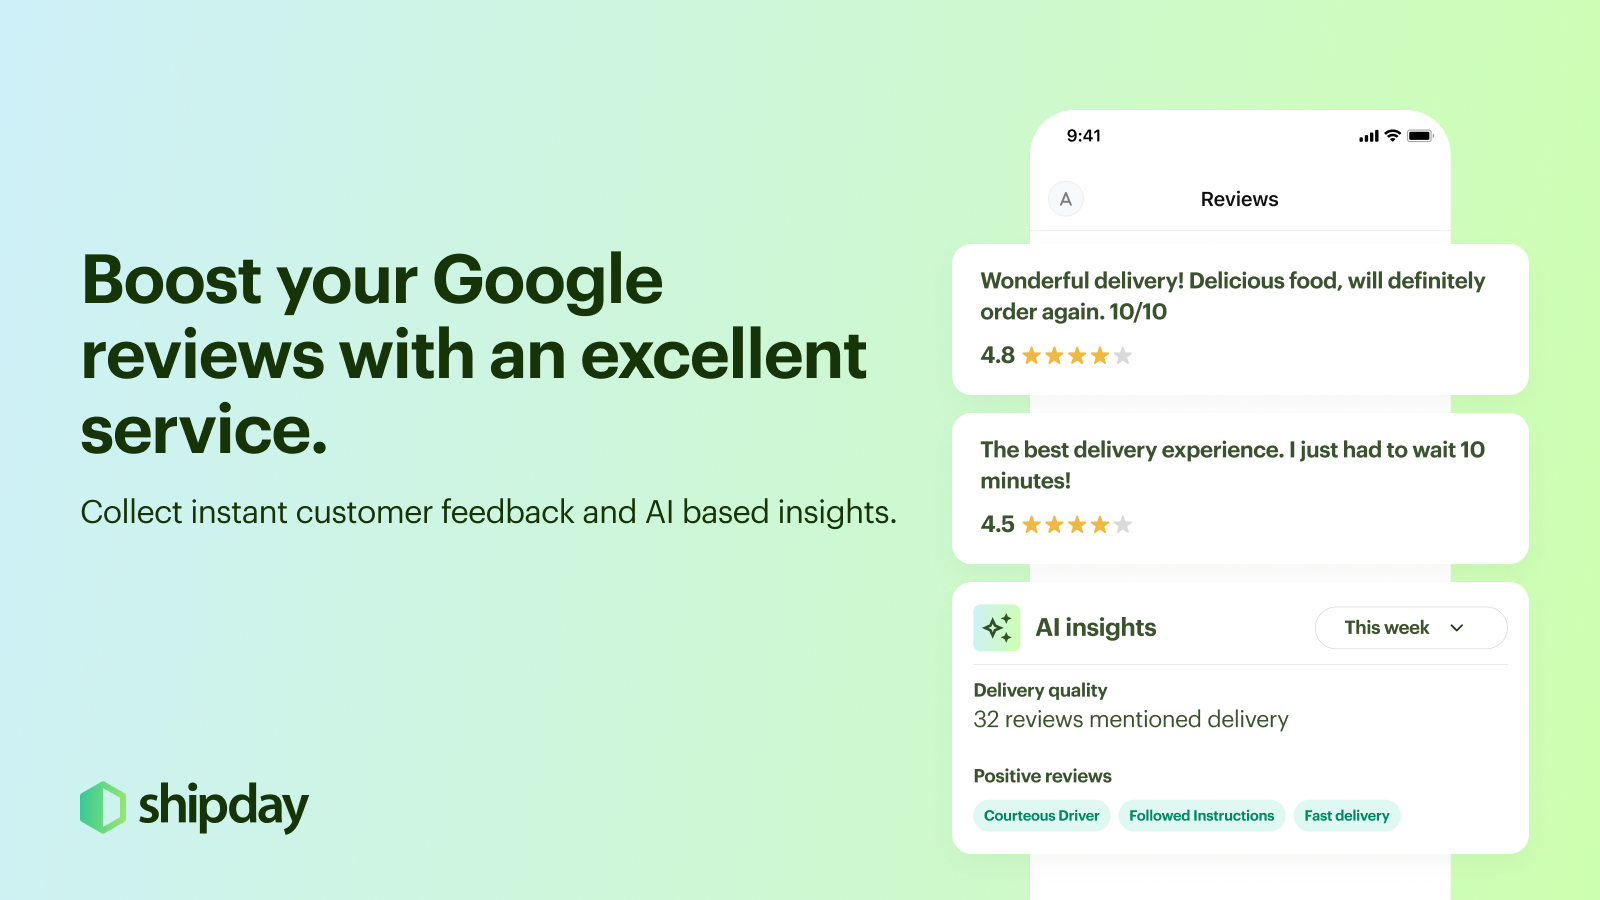 Boost your Google
reviews with an excellent
service.
Collect instant customer feedback and AI based insights.
shipday
9:41
A
Reviews
Wonderful delivery! Delicious food, will definitely
order again. 10/10
4.8
The best delivery experience. I just had to wait 10
minutes!
4.5
AI insights
This week
Delivery quality
32 reviews mentioned delivery
Positive reviews
Courteous Driver
Followed Instructions
Fast delivery